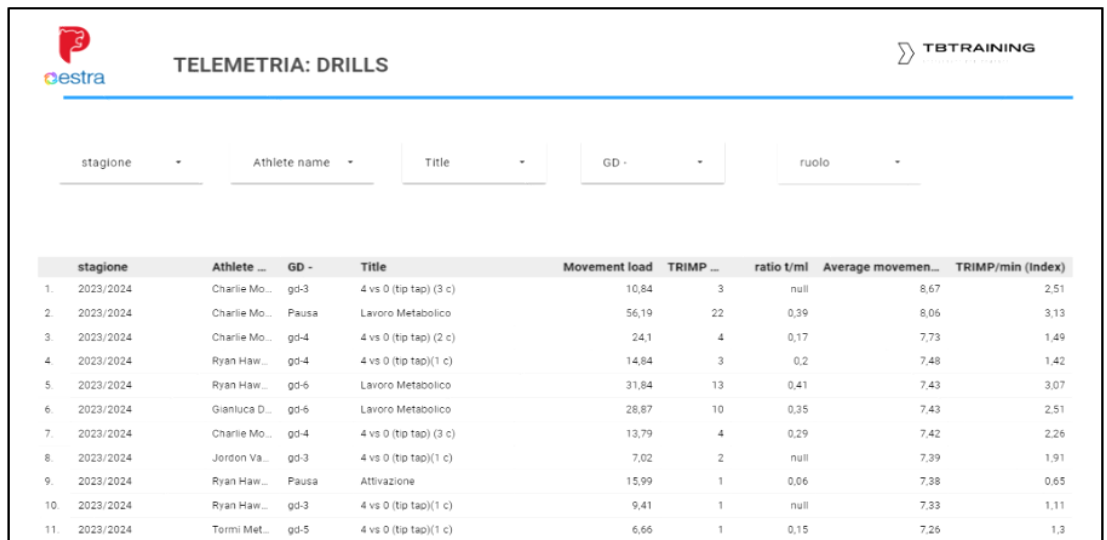 TBTRAINING
TELEMETRIA: DRILLS
estra
stagione Athlete name Title GD - ruolo
stagione Athlete ... GD - Title Movement load TRIMP ... ratio t/ml Average movemen... TRIMP/min (Index)
1. 2023/2024 Charlie Mo... gd-3 4 vs 0 (tip tap) (3 c) 10,84 3 null 8,67 2,51
2. 2023/2024 Charlie Mo... Pausa Lavoro Metabolico 56,19 22 0,39 8,06 3,13
3. 2023/2024 Charlie Mo... gd-4 4 vs 0 (tip tap) (2 c) 24,1 4 0,17 7,73 1,49
4. 2023/2024 Ryan Haw... gd-4 4 vs 0 (tip tap)(1 c) 14,84 3 0,2 7,48 1,42
5. 2023/2024 Ryan Haw... gd-6 Lavoro Metabolico 31,84 13 0,41 7,43 3,07
6. 2023/2024 Gianluca D... gd-6 Lavoro Metabolico 28,87 10 0,35 7,43 2,51
7. 2023/2024 Charlie Mo... gd-4 4 vs 0 (tip tap) (3 c) 13,79 4 0,29 7,42 2,26
8. 2023/2024 Jordon Va... gd-3 4 vs 0 (tip tap)(1 c) 7,02 2 null 7,39 1,91
9. 2023/2024 Ryan Haw... Pausa Attivazione 15,99 1 0,06 7,38 0,65
10. 2023/2024 Ryan Haw... gd-3 4 vs 0 (tip tap)(1 c) 9,41 1 null 7,33 1,11
11. 2023/2024 Tormi Met... gd-5 4 vs 0 (tip tap)(1 c) 6,66 1 0,15 7,26 1,3